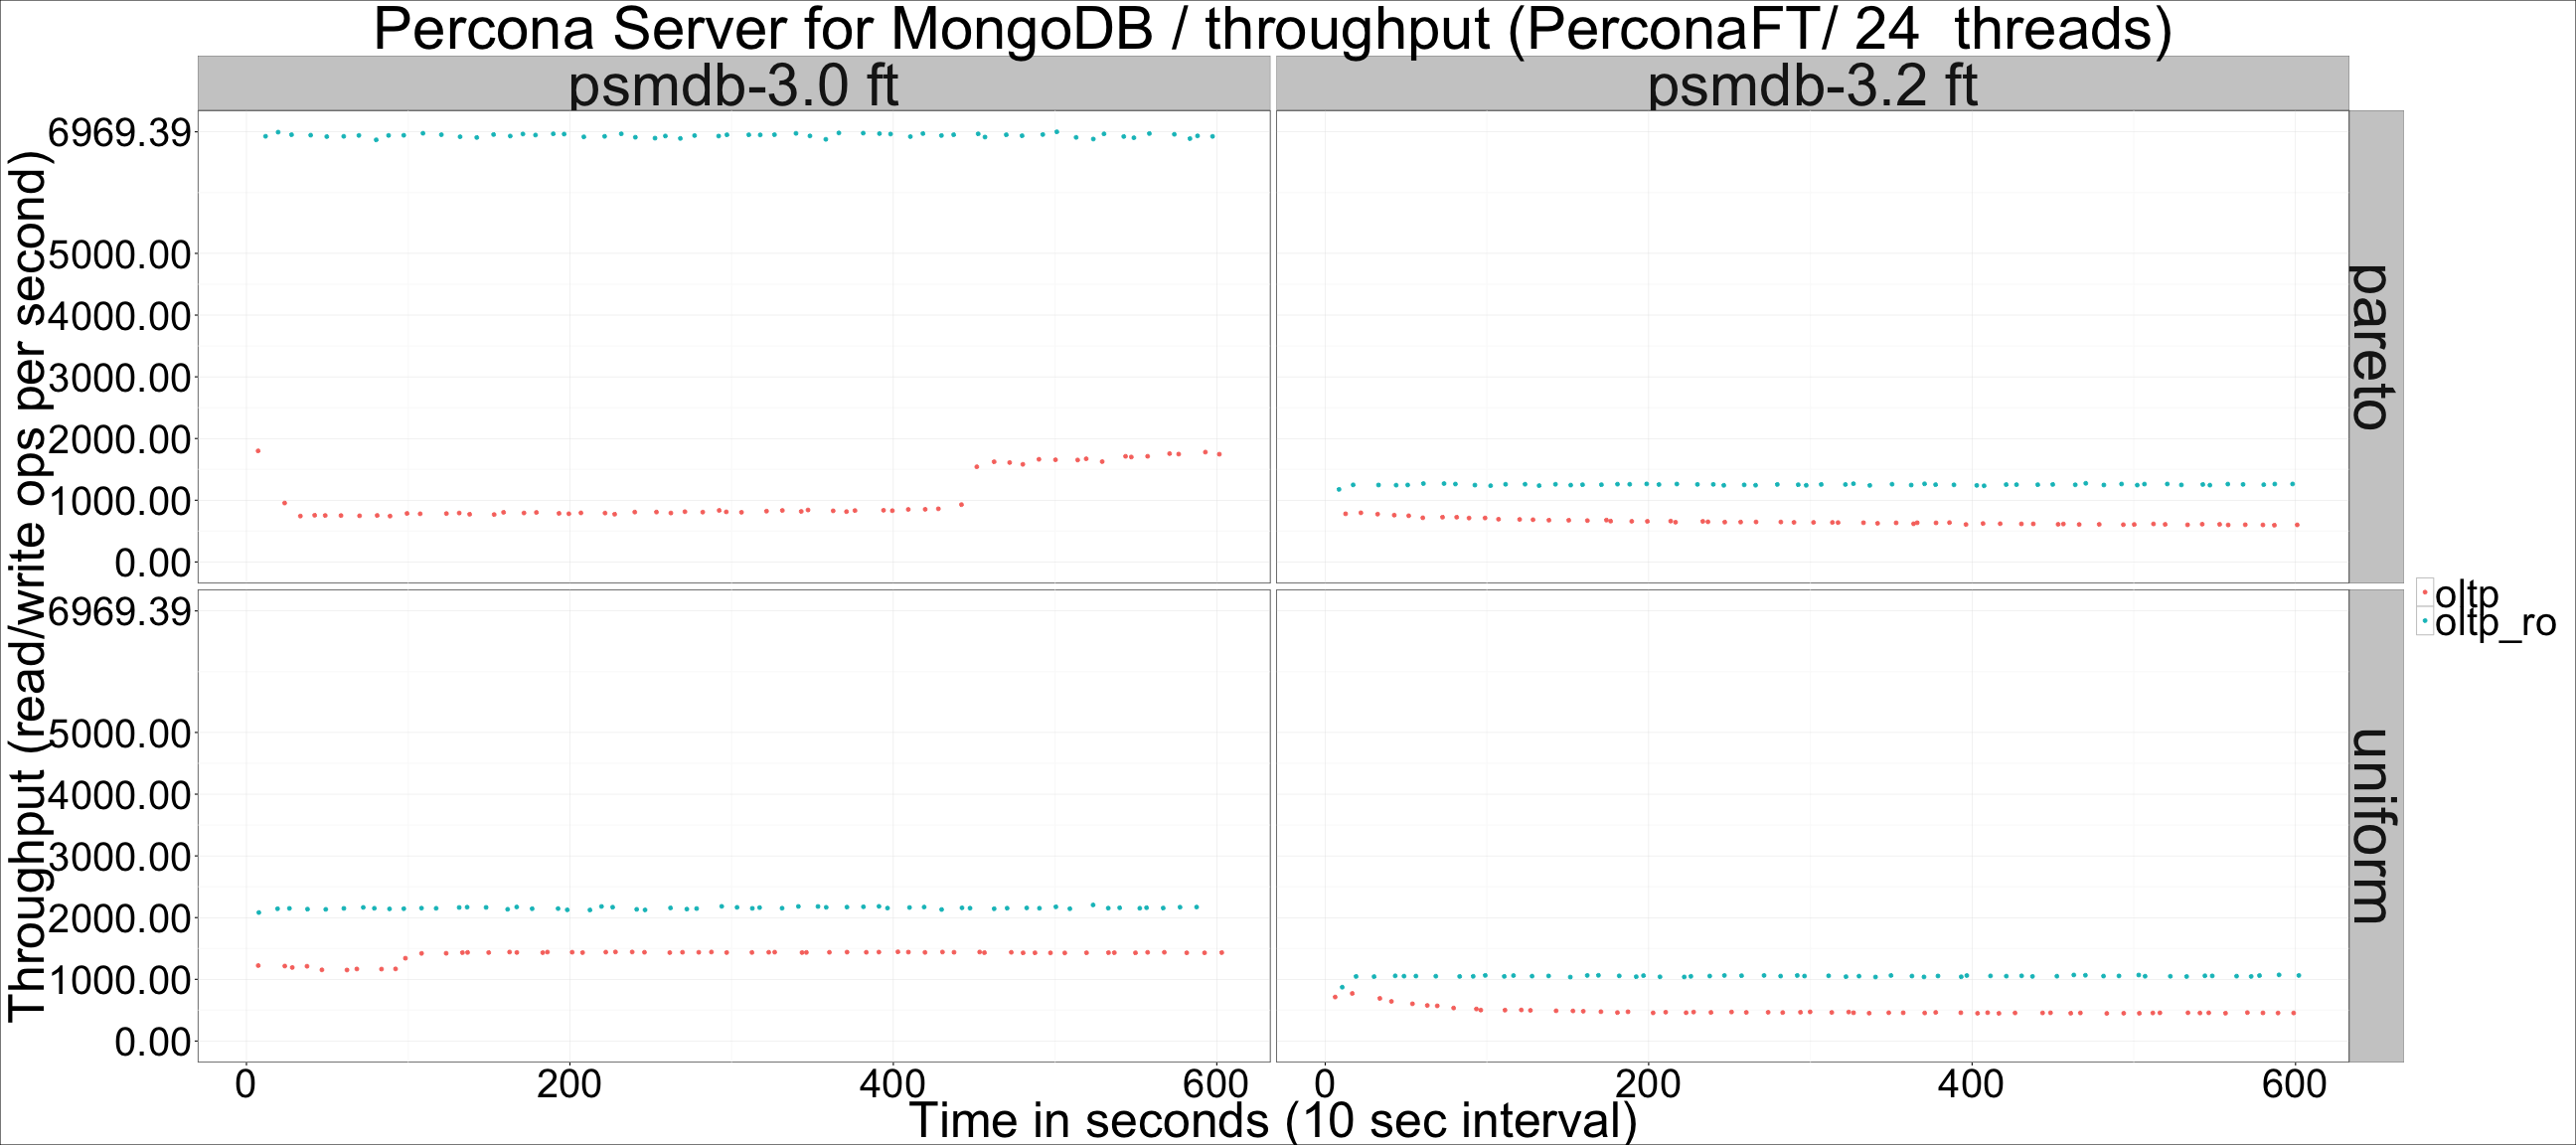 Percona Server for MongoDB / throughput (PerconaFT/ 24  threads)
psmdb-3.0 ft
psmdb-3.2 ft
Throughput (read/write ops per second)
6969.39
5000.00
4000.00
3000.00
2000.00
1000.00
0.00
pareto
6969.39
5000.00
4000.00
3000.00
2000.00
1000.00
0.00
uniform
oltp
oltp_ro
0 200 400 600
0 200 400 600
Time in seconds (10 sec interval)